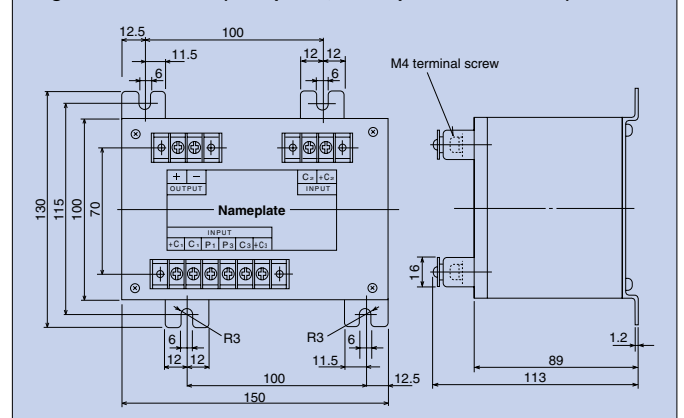 12.5
100
11.5
12 12
6
6
M4 terminal screw
130
115
100
70
+ −
OUTPUT
C₂ +C₂
INPUT
Nameplate
INPUT
+C₁ C₁ P₁ P₃ C₃ +C₃
16
R3
R3
6
6
12 12
11.5
1.2
100
12.5
89
150
113